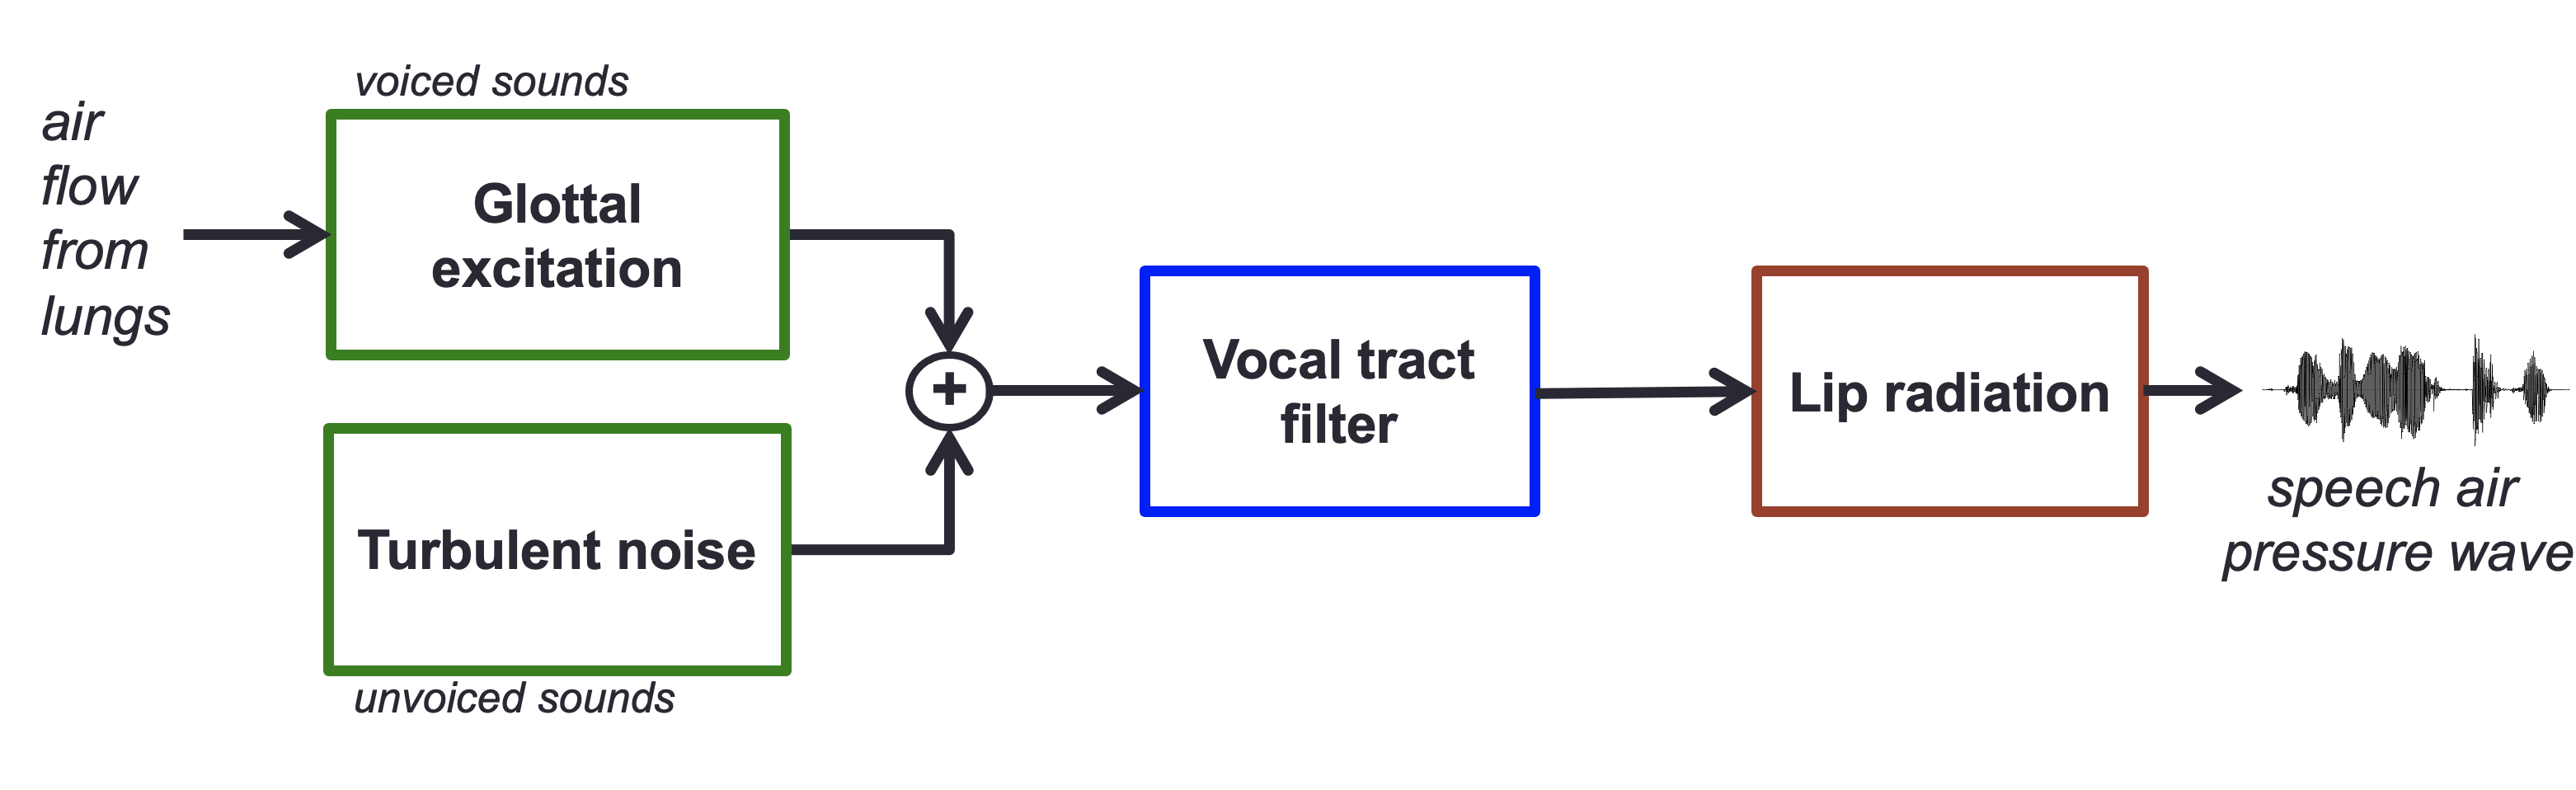 voiced sounds
air
flow
from
lungs
Glottal
excitation
+
Turbulent noise
unvoiced sounds
Vocal tract
filter
Lip radiation
speech air
pressure wave